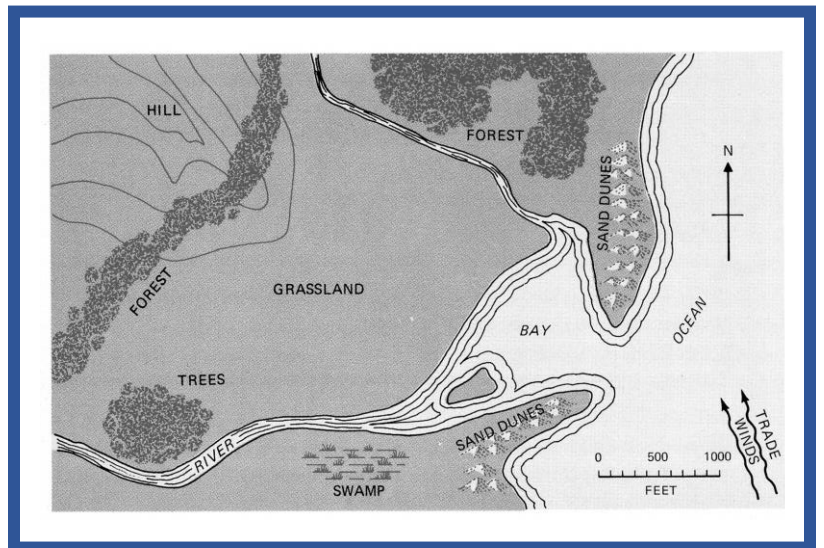 HILL
FOREST
N
SAND DUNES
FOREST
GRASSLAND
BAY
OCEAN
TREES
SAND DUNES
TRADE
WINDS
RIVER
0 500 1000
FEET
SWAMP